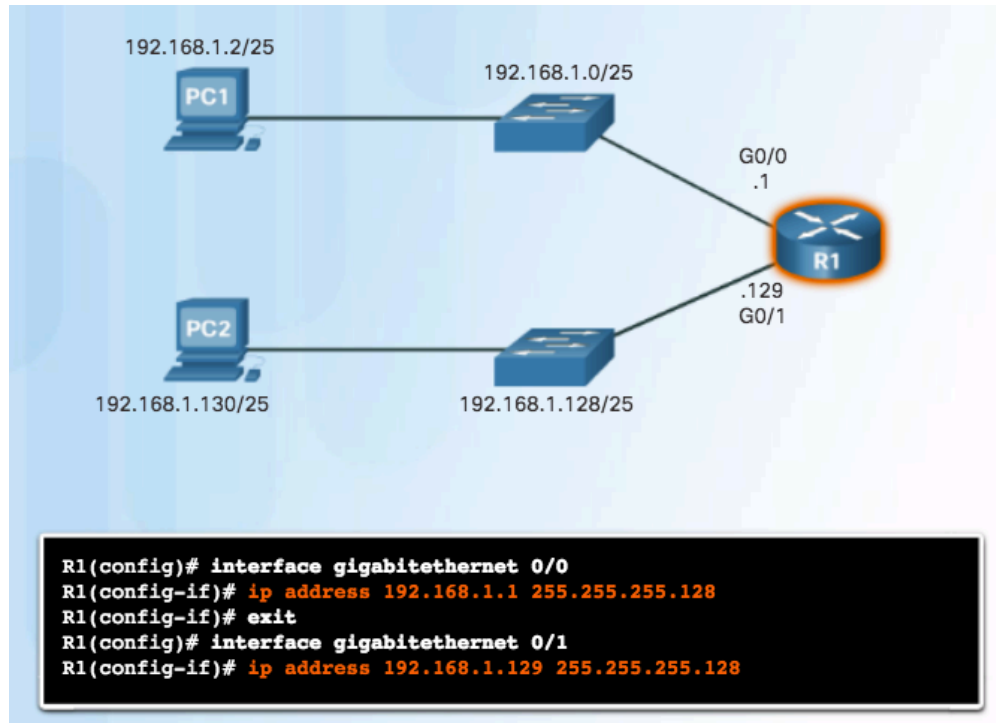 192.168.1.2/25
PC1
192.168.1.0/25
G0/0
.1
R1
.129
G0/1
PC2
192.168.1.130/25
192.168.1.128/25
R1(config)# interface gigabitethernet 0/0
R1(config-if)# ip address 192.168.1.1 255.255.255.128
R1(config-if)# exit
R1(config)# interface gigabitethernet 0/1
R1(config-if)# ip address 192.168.1.129 255.255.255.128